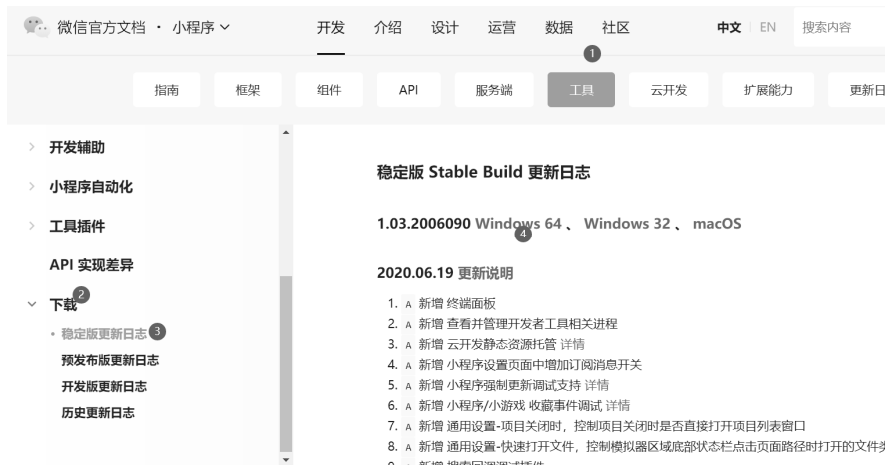 微信官方文档 · 小程序
开发 介绍 设计 运营 数据 社区 中文 EN 搜索内容
1
指南 框架 组件 API 服务端 工具 云开发 扩展能力 更新日
开发辅助
小程序自动化
工具插件
API 实现差异
下载 2
稳定版更新日志 3
预发布版更新日志
开发版更新日志
历史更新日志
稳定版 Stable Build 更新日志
1.03.2006090 Windows 64 、 Windows 32 、 macOS
4
2020.06.19 更新说明
1. A 新增 终端面板
2. A 新增 查看并管理开发者工具相关进程
3. A 新增 云开发静态资源托管 详情
4. A 新增 小程序设置页面中增加订阅消息开关
5. A 新增 小程序强制更新调试支持 详情
6. A 新增 小程序/小游戏 收藏事件调试 详情
7. A 新增 通用设置-项目关闭时，控制项目关闭时是否直接打开项目列表窗口
8. A 新增 通用设置-快速打开文件，控制模拟器区域底部状态栏点击页面路径时打开的文件类